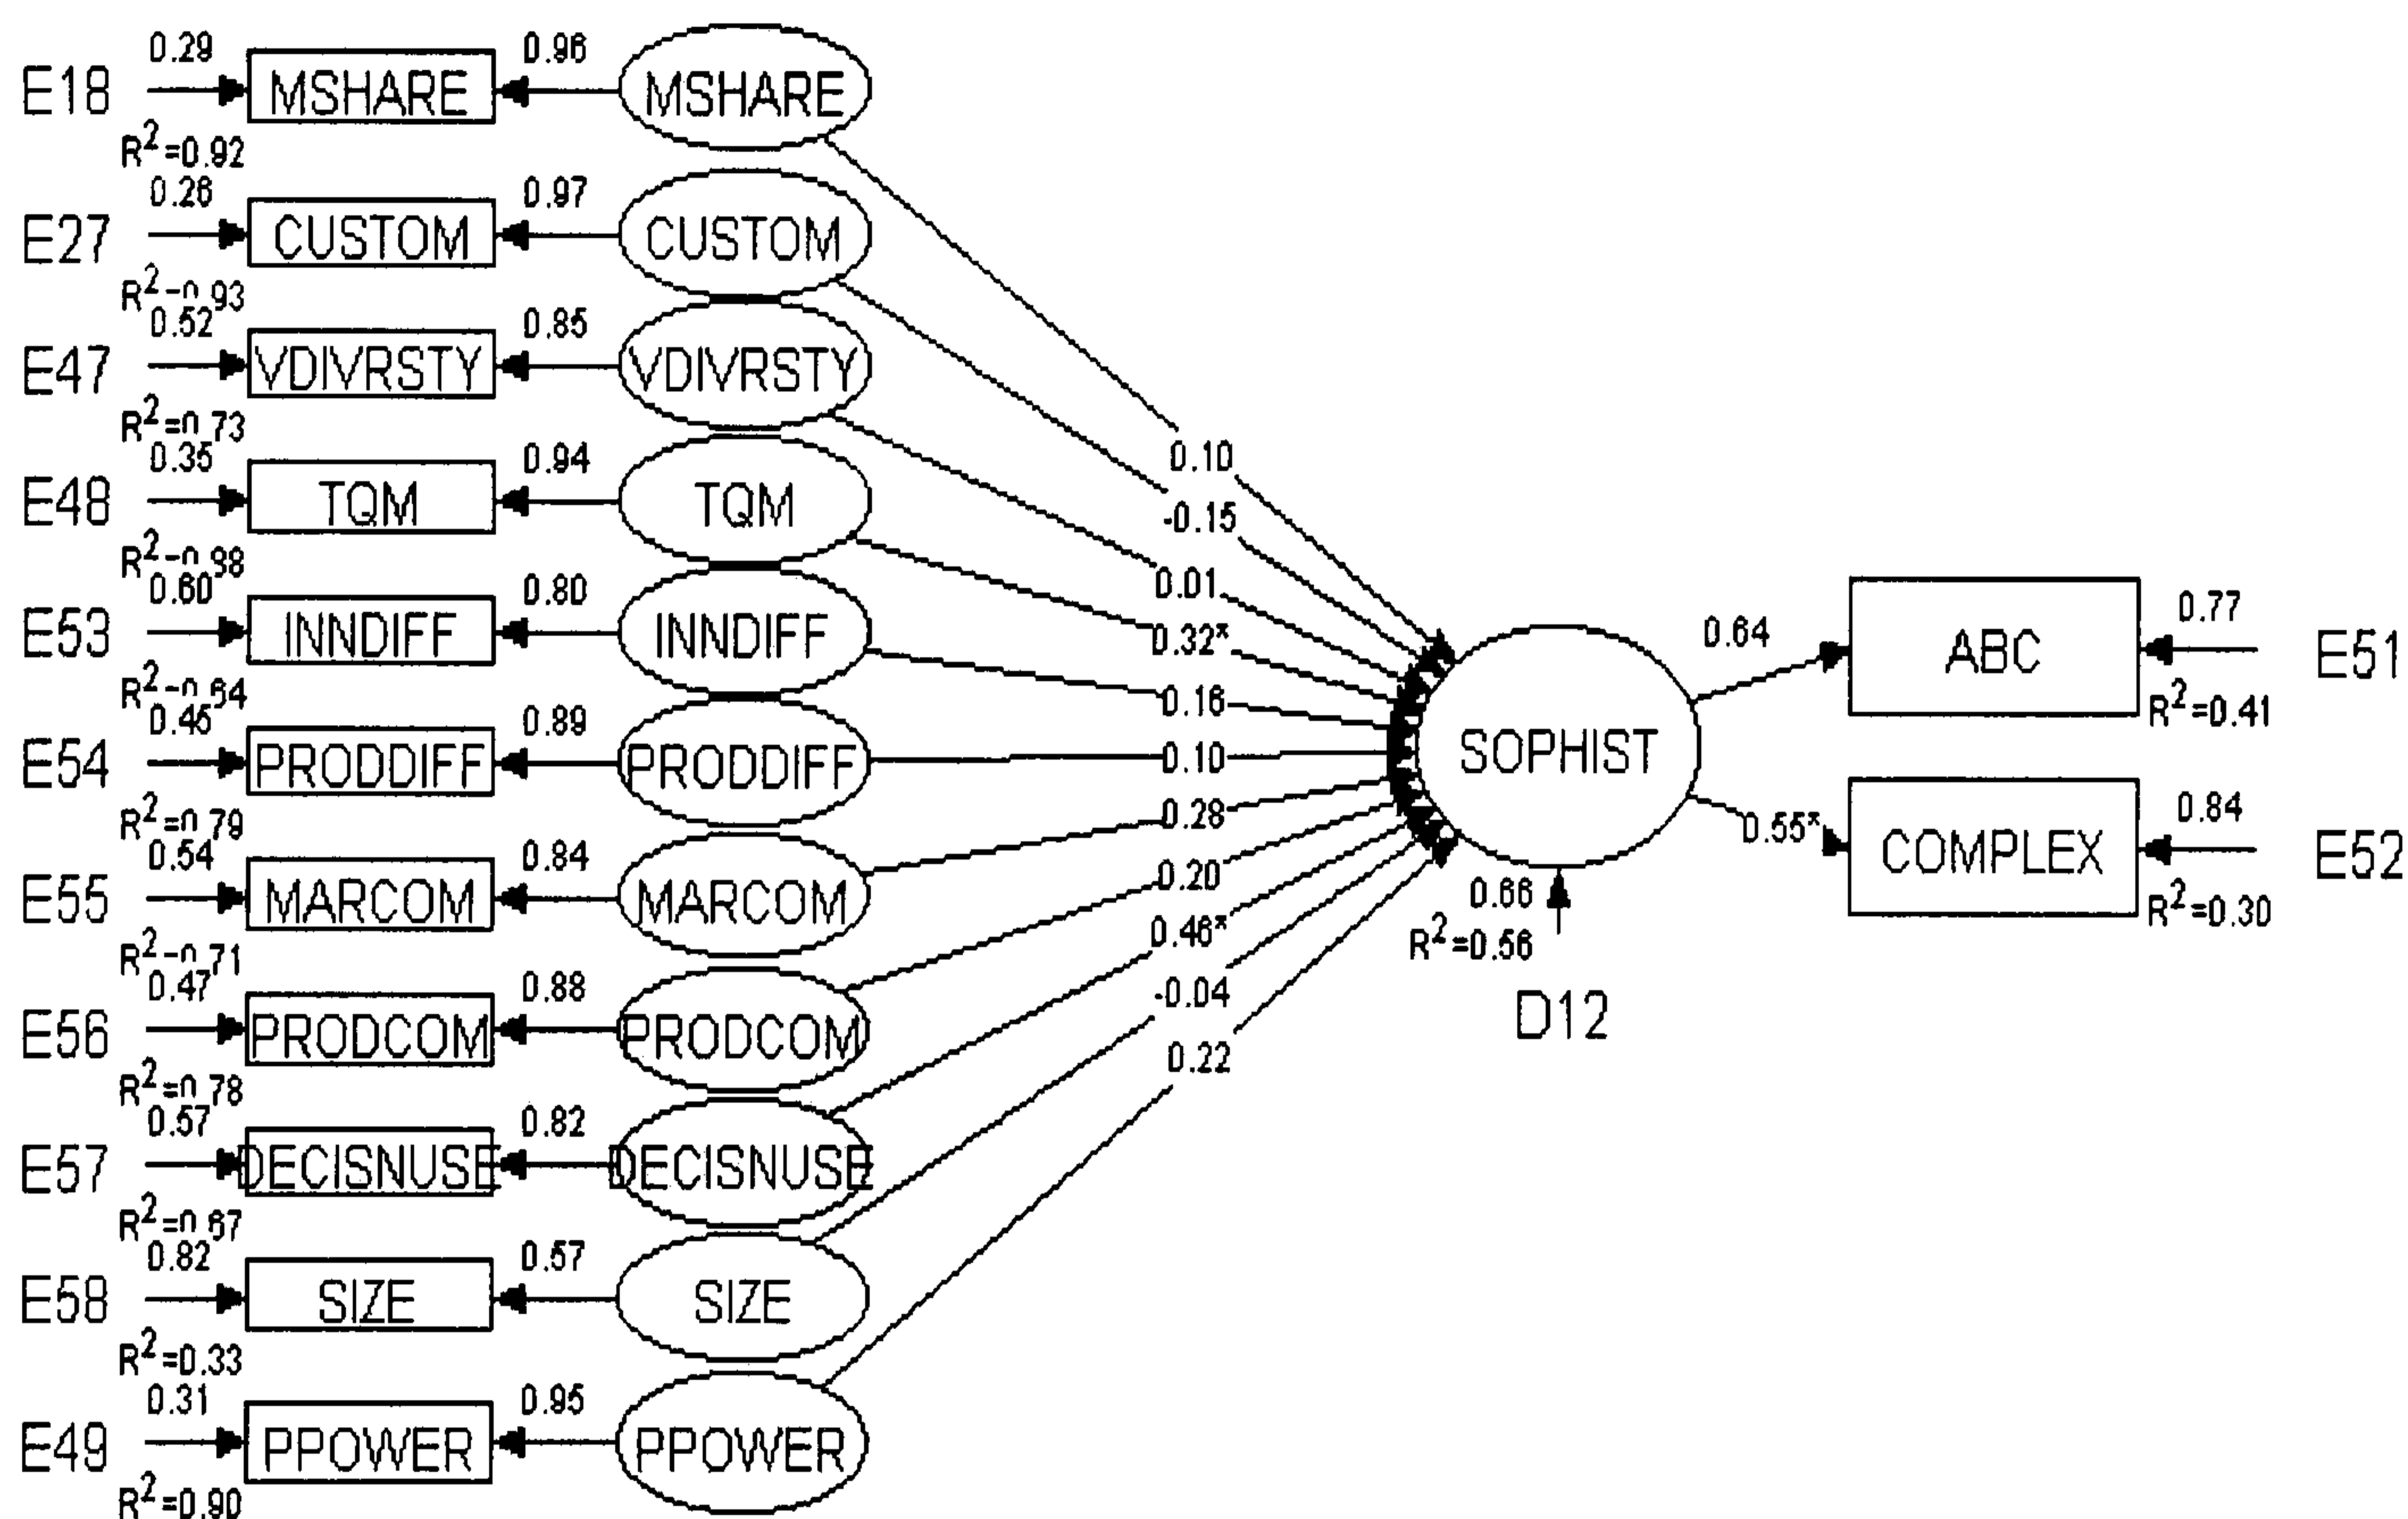 0.29 0.96
E18 MSHARE MSHARE
R²=0.92
0.26 0.97
E27 CUSTOM CUSTOM
R²=0.93
0.52 0.85
E47 VDIVRSTY VDIVRSTY
R²=0.73
0.35 0.94
E48 TQM TQM
0.60 0.80
E53 INNDIFF INNDIFF
R²=0.64
0.89
E54 PRODDIFF PRODDIFF
R²=0.79
0.54 0.84
E55 MARCOM MARCOM
R²=0.71
0.47 0.88
E56 PRODCOM PRODCOM
R²=0.78
0.57 0.82
E57 DECISNUSE DECISNUSE
R²=0.67
0.82 0.57
E58 SIZE SIZE
R²=0.33
0.31 0.95
E49 PPOWER PPOWER
R²=0.90
0.10
-0.15
0.01
0.32*
0.16
0.10
0.28
0.20
0.46*
-0.04
0.22
SOPHIST
0.66
R²=0.56
D12
0.64
ABC
0.77
E51
R²=0.41
0.55*
COMPLEX
0.84
E52
R²=0.30